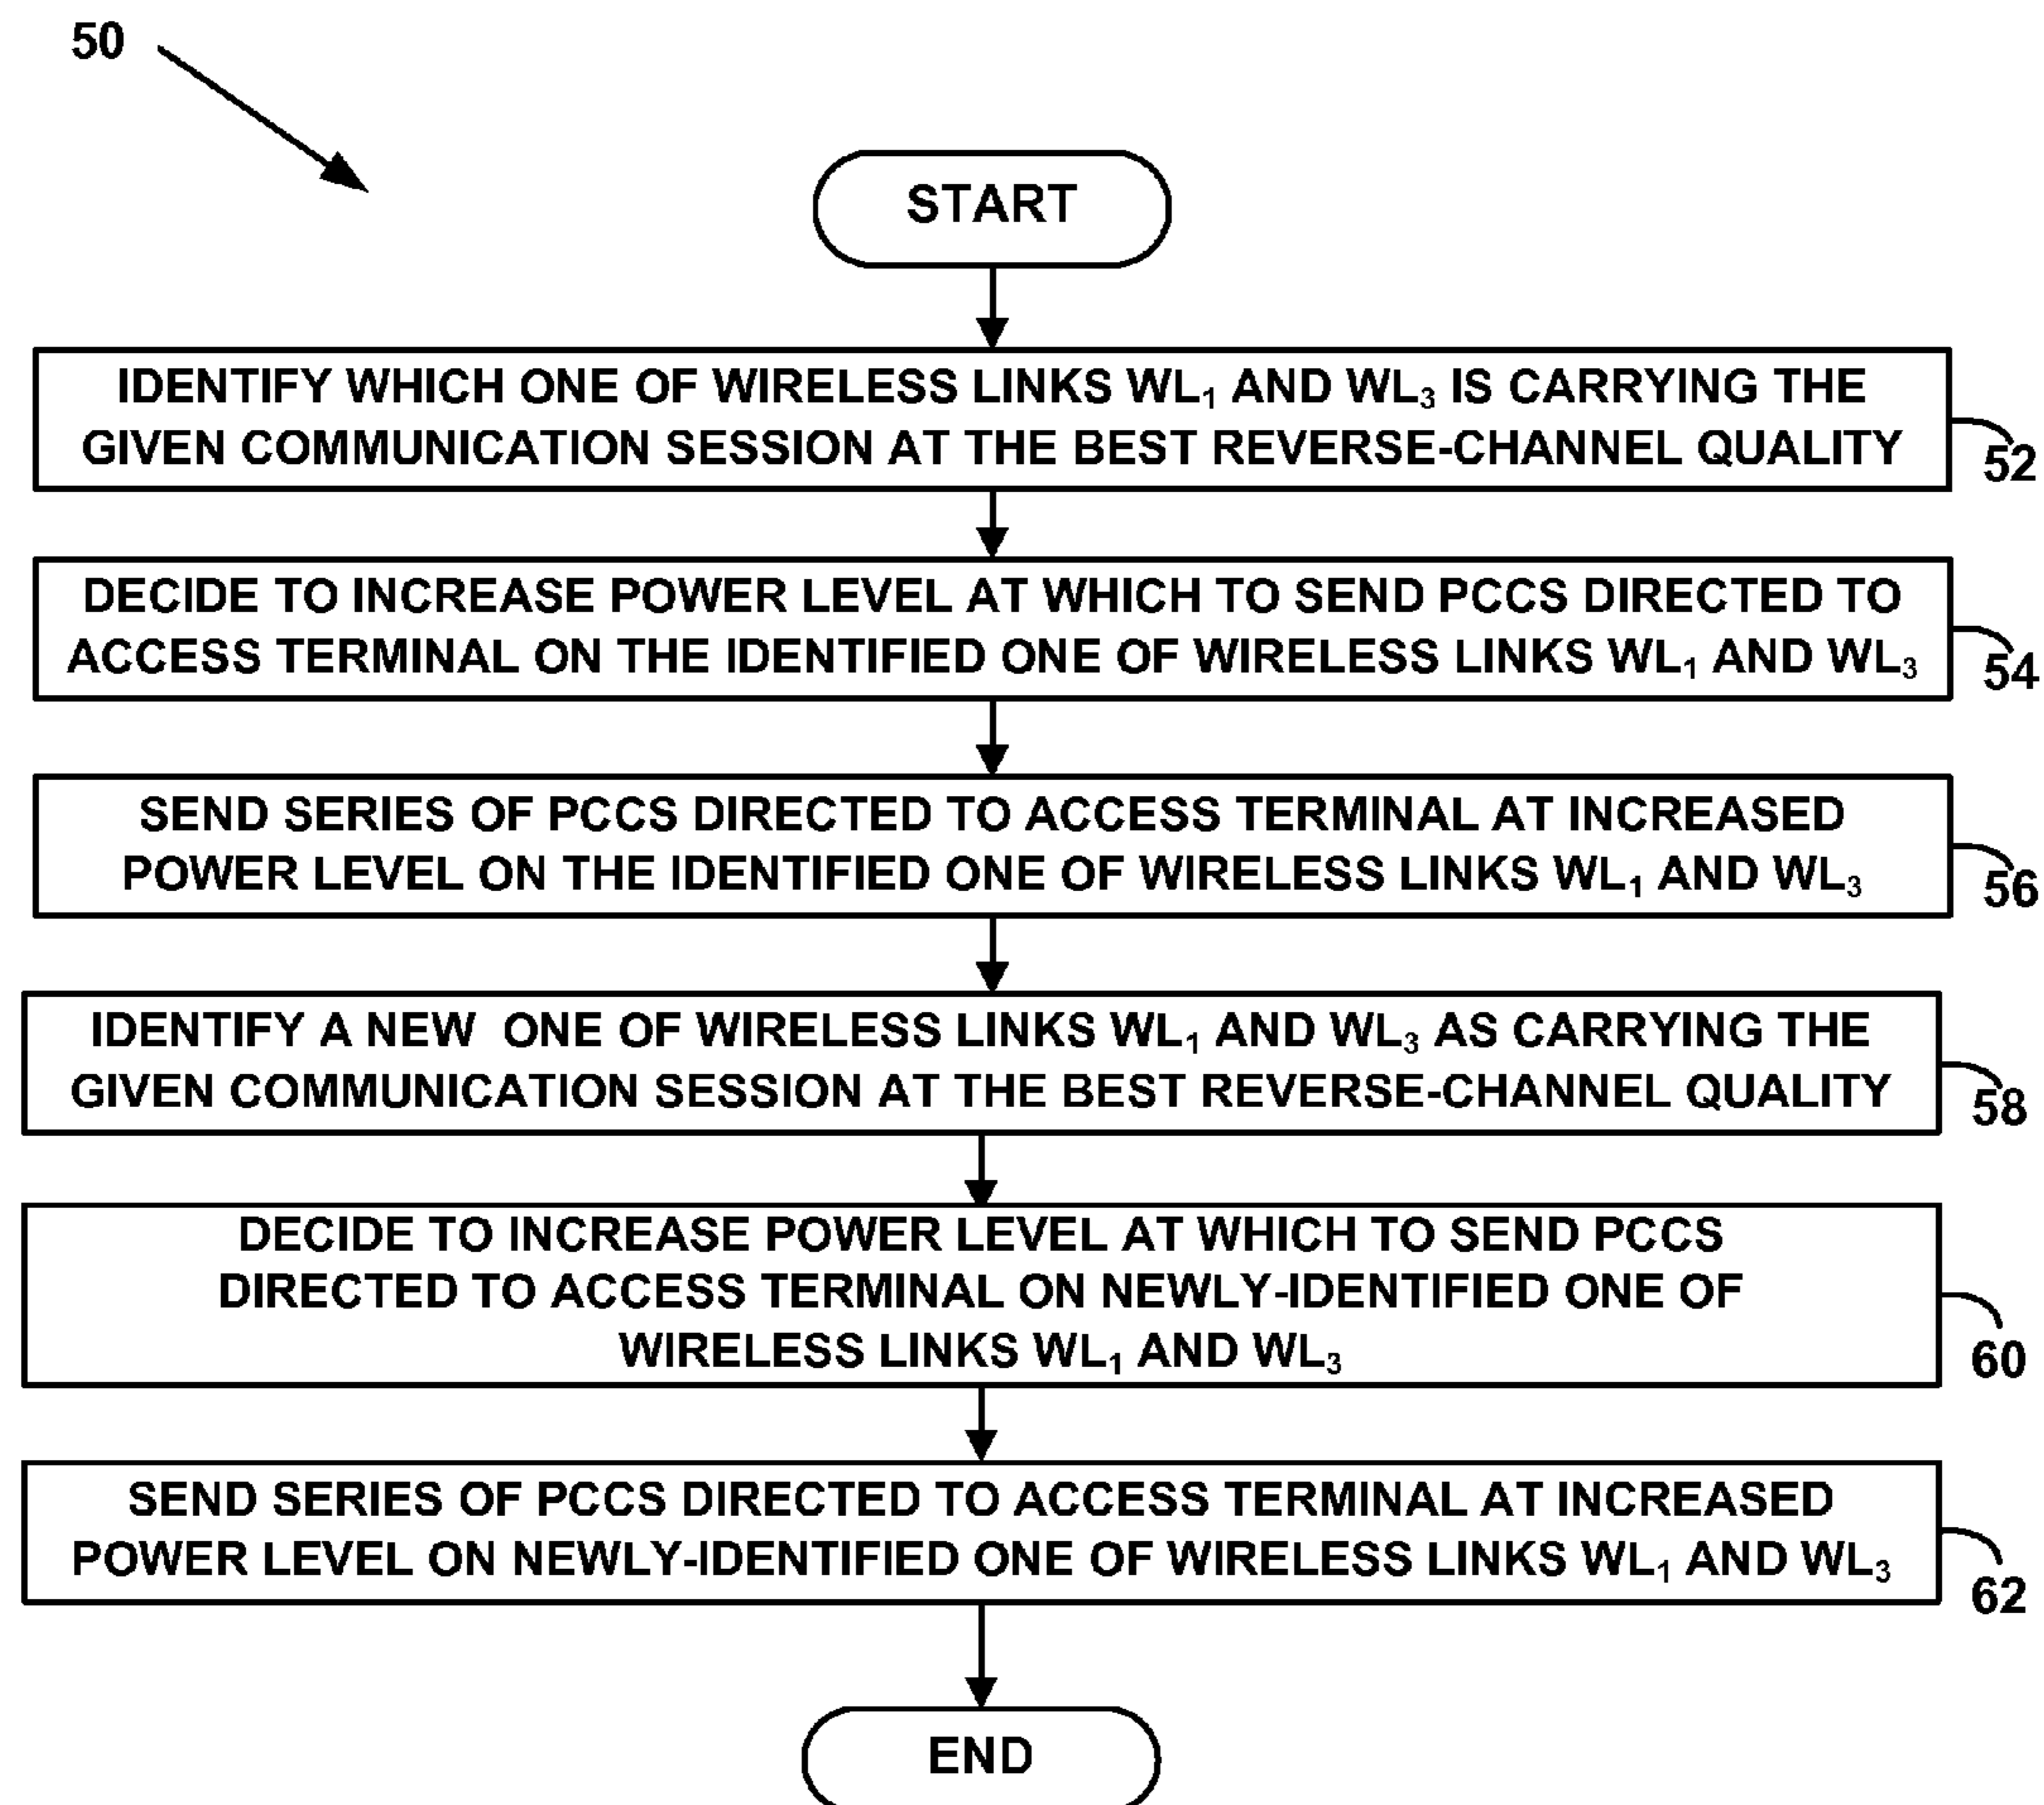 50
START
IDENTIFY WHICH ONE OF WIRELESS LINKS WL₁ AND WL₃ IS CARRYING THE
GIVEN COMMUNICATION SESSION AT THE BEST REVERSE-CHANNEL QUALITY
52
DECIDE TO INCREASE POWER LEVEL AT WHICH TO SEND PCCS DIRECTED TO
ACCESS TERMINAL ON THE IDENTIFIED ONE OF WIRELESS LINKS WL₁ AND WL₃
54
SEND SERIES OF PCCS DIRECTED TO ACCESS TERMINAL AT INCREASED
POWER LEVEL ON THE IDENTIFIED ONE OF WIRELESS LINKS WL₁ AND WL₃
56
IDENTIFY A NEW ONE OF WIRELESS LINKS WL₁ AND WL₃ AS CARRYING THE
GIVEN COMMUNICATION SESSION AT THE BEST REVERSE-CHANNEL QUALITY
58
DECIDE TO INCREASE POWER LEVEL AT WHICH TO SEND PCCS
DIRECTED TO ACCESS TERMINAL ON NEWLY-IDENTIFIED ONE OF
WIRELESS LINKS WL₁ AND WL₃
60
SEND SERIES OF PCCS DIRECTED TO ACCESS TERMINAL AT INCREASED
POWER LEVEL ON NEWLY-IDENTIFIED ONE OF WIRELESS LINKS WL₁ AND WL₃
62
END